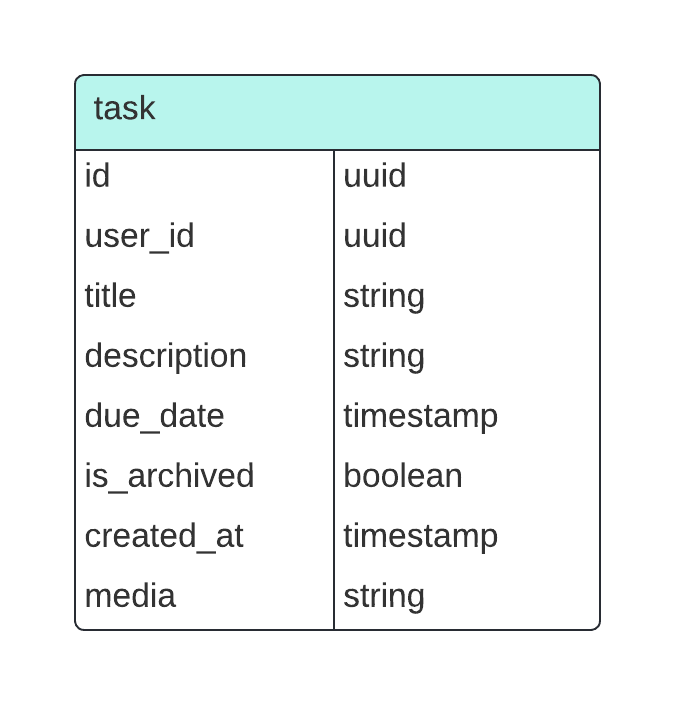 task
id uuid
user_id uuid
title string
description string
due_date timestamp
is_archived boolean
created_at timestamp
media string